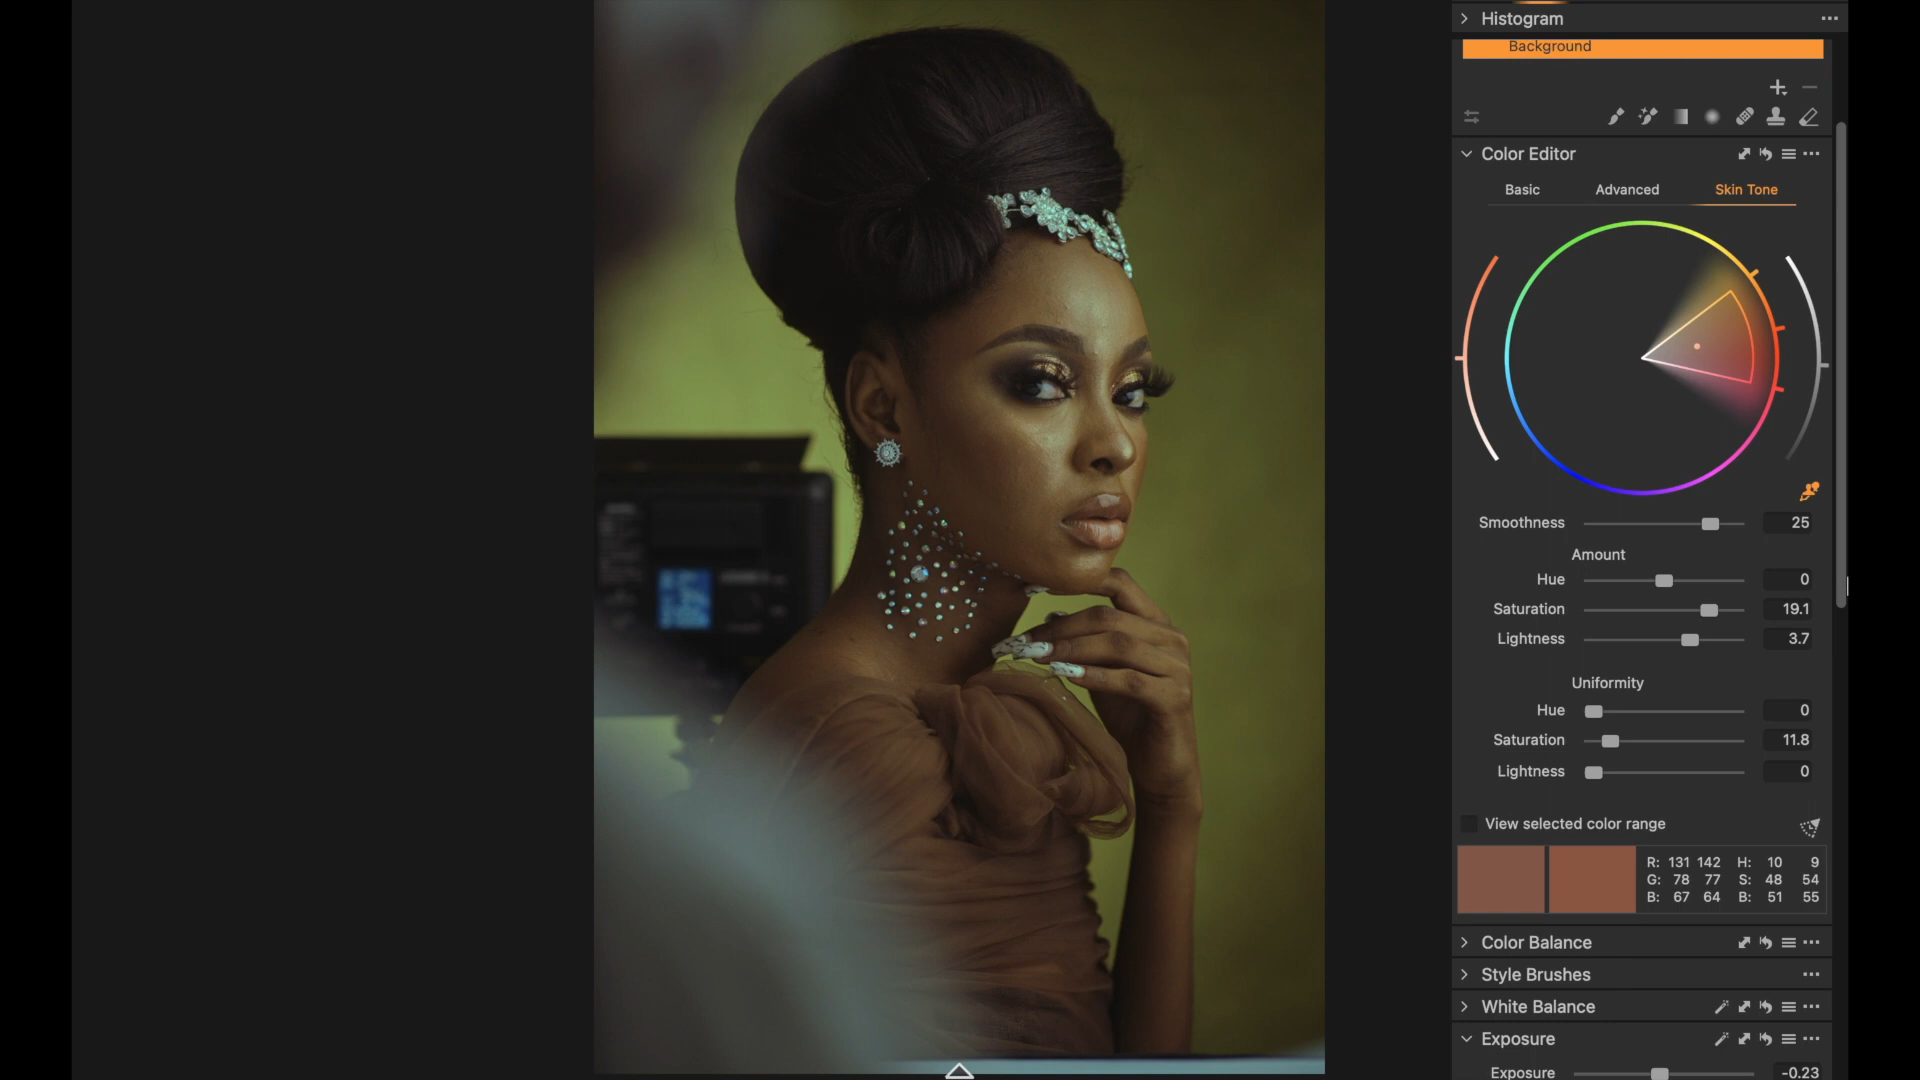 Histogram
Background
Color Editor
Basic Advanced Skin Tone
Smoothness 25
Amount
Hue 0
Saturation 19.1
Lightness 3.7
Uniformity
Hue 0
Saturation 11.8
Lightness 0
View selected color range
R: 131 142 H: 10 9
G: 78 77 S: 48 54
B: 67 64 B: 51 55
Color Balance
Style Brushes
White Balance
Exposure
Exposure -0.23